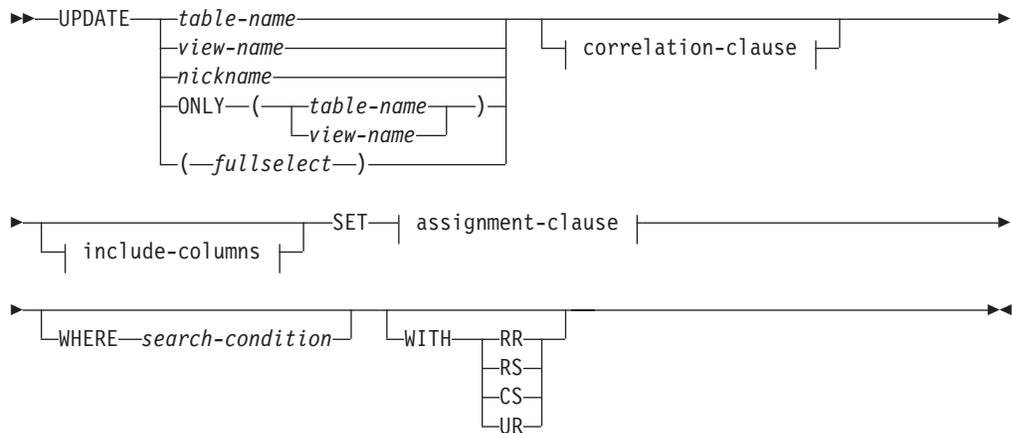 UPDATE table-name
view-name
nickname
ONLY ( table-name )
view-name
( fullselect )
correlation-clause
include-columns
SET assignment-clause
WHERE search-condition
WITH RR
RS
CS
UR